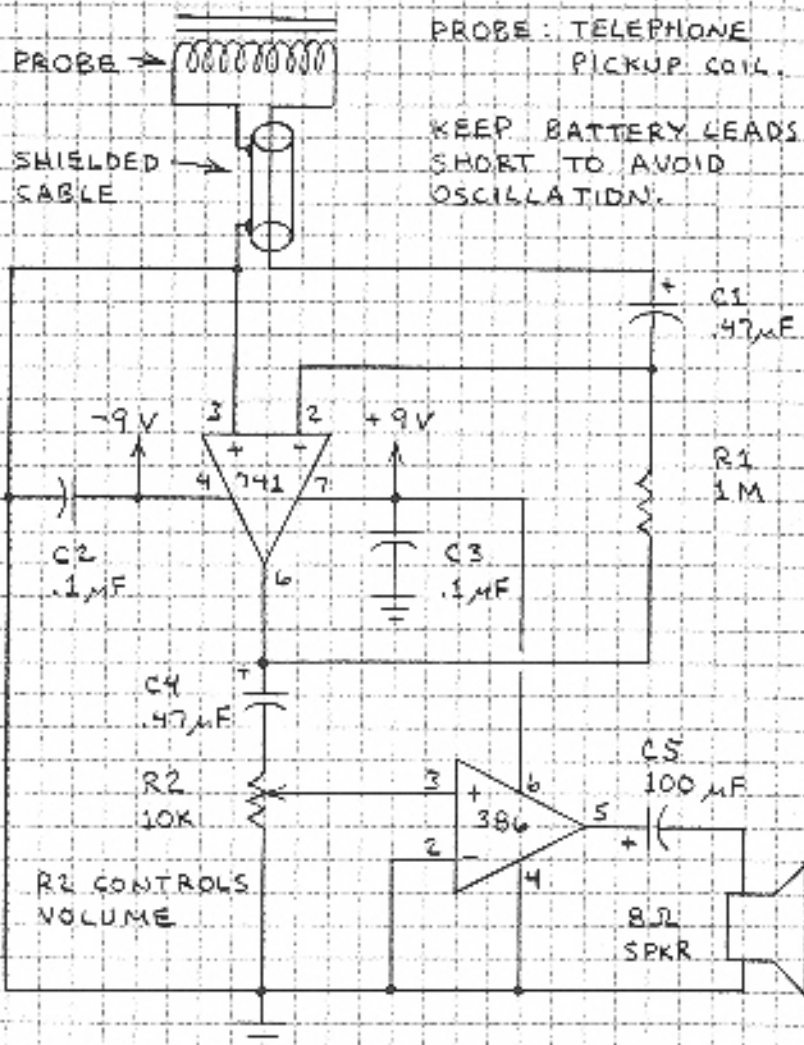 PROBE
PROBE: TELEPHONE
PICKUP COIL.
SHIELDED
CABLE
KEEP BATTERY LEADS
SHORT TO AVOID
OSCILLATION.
+
C1
.47µF
-9V
3
2
+9V
+
-
4
741
7
R1
1M
C2
.1µF
C3
.1µF
6
C4
.47µF
+
R2
10K
3
+
6
386
5
C5
100µF
+
2
-
4
R2 CONTROLS
VOLUME
8Ω
SPKR